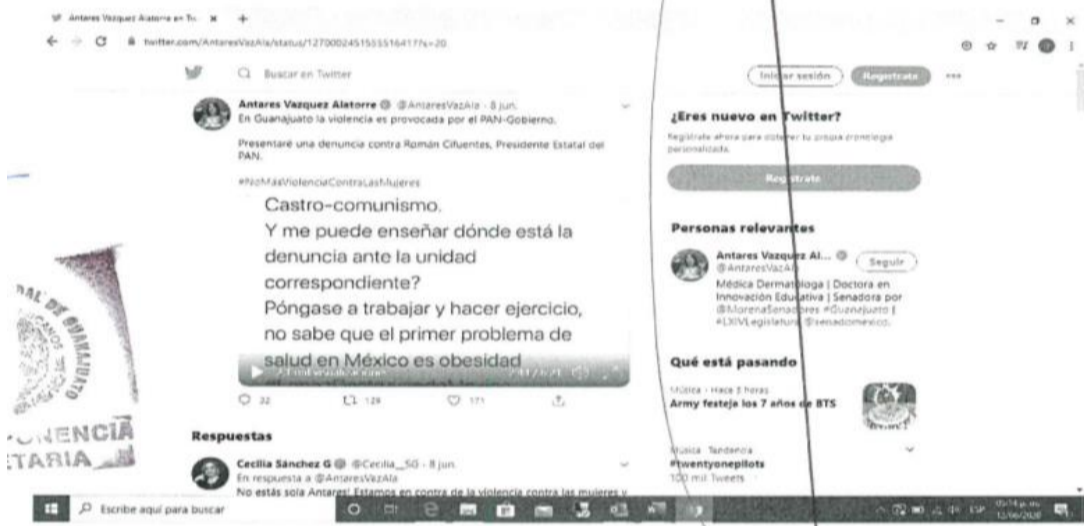 Antares Vazquez Alatorre en Tw
twitter.com/AntaresVazAla/status/1270002451555516417?s=20
Buscar en Twitter
Iniciar sesión
Regístrate
Antares Vazquez Alatorre @AntaresVazAla · 8 jun.
En Guanajuato la violencia es provocada por el PAN-Gobierno.
Presentaré una denuncia contra Román Cifuentes, Presidente Estatal del
PAN.
#NoMásViolenciaContraLasMujeres
Castro-comunismo.
Y me puede enseñar dónde está la
denuncia ante la unidad
correspondiente?
Póngase a trabajar y hacer ejercicio,
no sabe que el primer problema de
salud en México es obesidad
32
128
171
Respuestas
Cecilia Sánchez G @Cecilia__SG · 8 jun.
En respuesta a @AntaresVazAla
No estás sola Antares! Estamos en contra de la violencia contra las mujeres y
¿Eres nuevo en Twitter?
Regístrate ahora para obtener tu propia cronología
personalizada.
Regístrate
Personas relevantes
Antares Vazquez Al...
@AntaresVazAla
Seguir
Médica Dermatóloga | Doctora en
Innovación Educativa | Senadora por
@MorenaSenadores #Guanajuato |
#LXIVLegislatura @senadomexico.
Qué está pasando
Música · Hace 3 horas
Army festeja los 7 años de BTS
Música · Tendencia
#twentyonepilots
100 mil Tweets
DE GUANAJUATO
PONENCIA
TARIA
Escribe aquí para buscar
ESP
12/06/2020